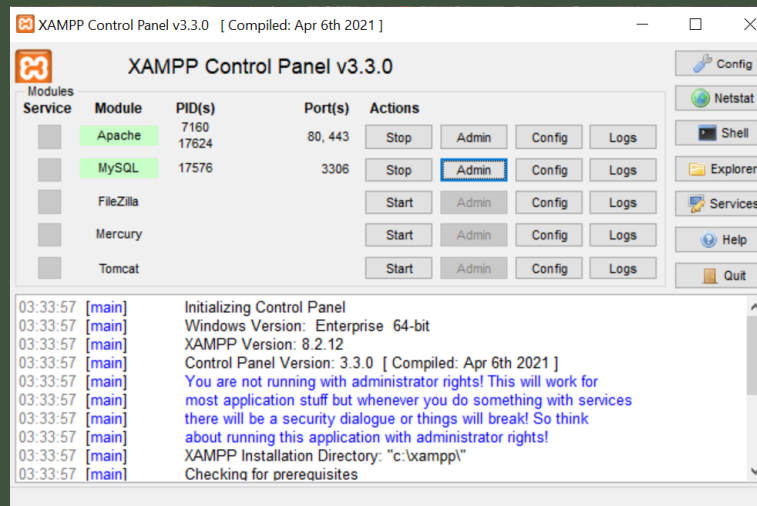 XAMPP Control Panel v3.3.0 [ Compiled: Apr 6th 2021 ]
XAMPP Control Panel v3.3.0
Config
Modules
Service Module PID(s) Port(s) Actions
Netstat
Apache 7160 17624 80, 443 Stop Admin Config Logs
Shell
MySQL 17576 3306 Stop Admin Config Logs
Explorer
FileZilla Start Admin Config Logs
Services
Mercury Start Admin Config Logs
Help
Tomcat Start Admin Config Logs
Quit
03:33:57 [main] Initializing Control Panel
03:33:57 [main] Windows Version: Enterprise 64-bit
03:33:57 [main] XAMPP Version: 8.2.12
03:33:57 [main] Control Panel Version: 3.3.0 [ Compiled: Apr 6th 2021 ]
03:33:57 [main] You are not running with administrator rights! This will work for
03:33:57 [main] most application stuff but whenever you do something with services
03:33:57 [main] there will be a security dialogue or things will break! So think
03:33:57 [main] about running this application with administrator rights!
03:33:57 [main] XAMPP Installation Directory: "c:\xampp\"
03:33:57 [main] Checking for prerequisites